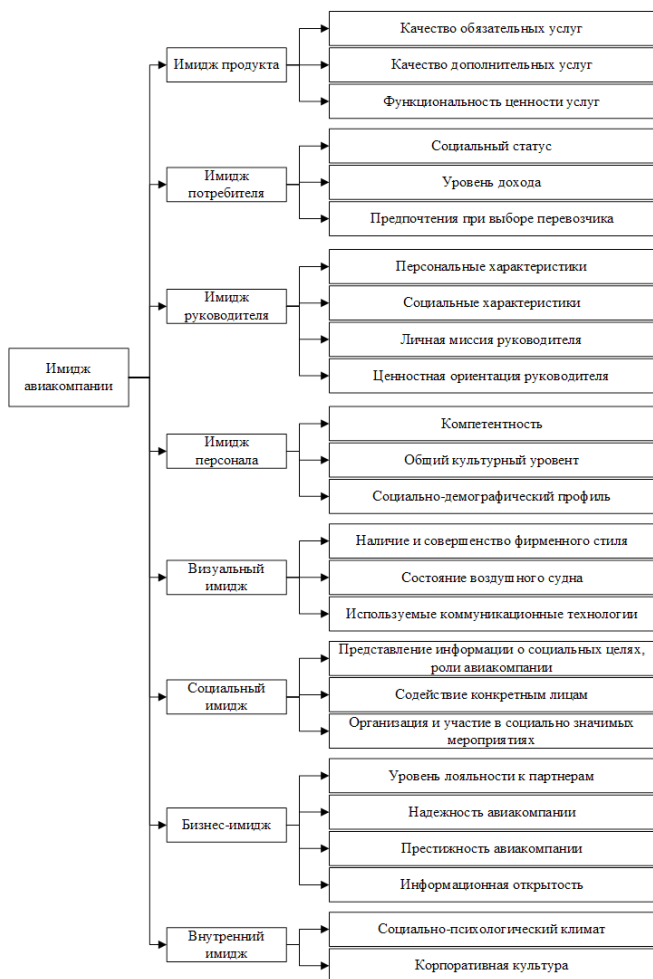 Имидж
авиакомпании
Имидж продукта
Качество обязательных услуг
Качество дополнительных услуг
Функциональность ценности услуг
Имидж
потребителя
Социальный статус
Уровень дохода
Предпочтения при выборе перевозчика
Имидж
руководителя
Персональные характеристики
Социальные характеристики
Личная миссия руководителя
Ценностная ориентация руководителя
Имидж
персонала
Компетентность
Общий культурный уровент
Социально-демографический профиль
Визуальный
имидж
Наличие и совершенство фирменного стиля
Состояние воздушного судна
Используемые коммуникационные технологии
Социальный
имидж
Представление информации о социальных целях,
роли авиакомпании
Содействие конкретным лицам
Организация и участие в социально значимых
мероприятиях
Бизнес-имидж
Уровень лояльности к партнерам
Надежность авиакомпании
Престижность авиакомпании
Информационная открытость
Внутренний
имидж
Социально-психологический климат
Корпоративная культура